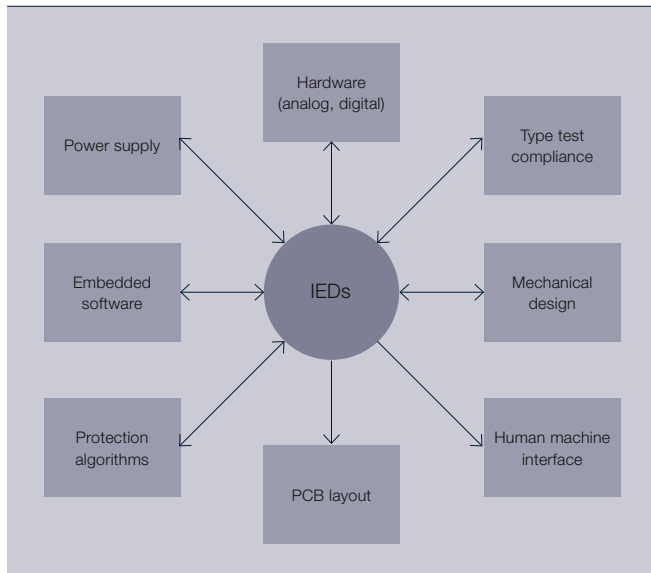 Hardware
(analog, digital)
Power supply
Type test
compliance
Embedded
software
IEDs
Mechanical
design
Protection
algorithms
PCB layout
Human machine
interface